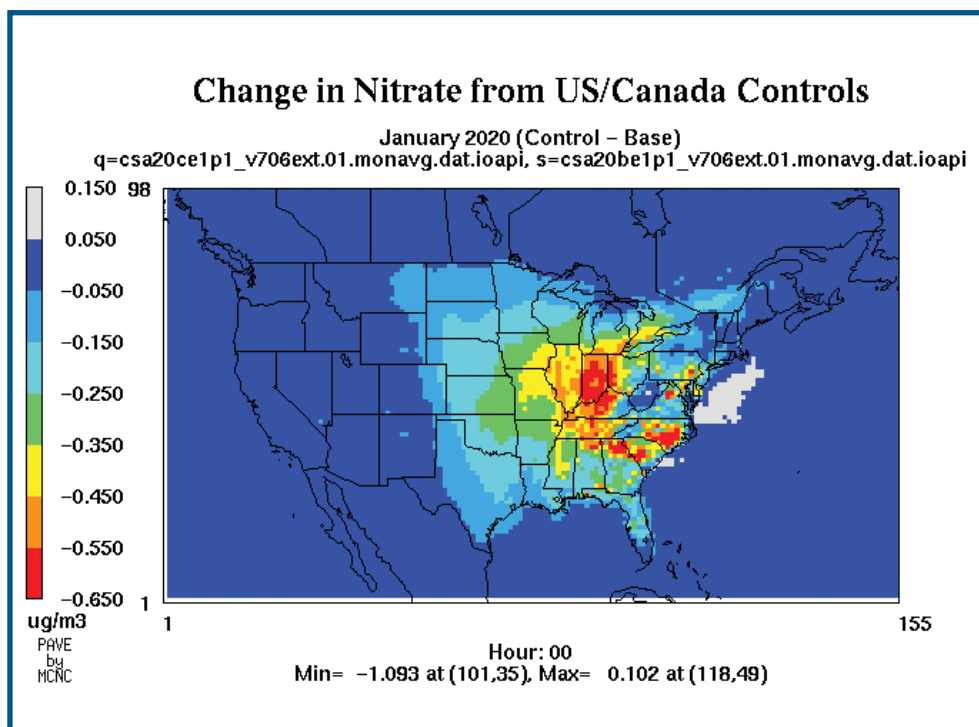 Change in Nitrate from US/Canada Controls
January 2020 (Control − Base)
q=csa20ce1p1_v706ext.01.monavg.dat.ioapi, s=csa20be1p1_v706ext.01.monavg.dat.ioapi
0.150
98
0.050
−0.050
−0.150
−0.250
−0.350
−0.450
−0.550
−0.650
1
ug/m3
1
155
PAVE
by
MCNC
Hour: 00
Min= −1.093 at (101,35), Max= 0.102 at (118,49)